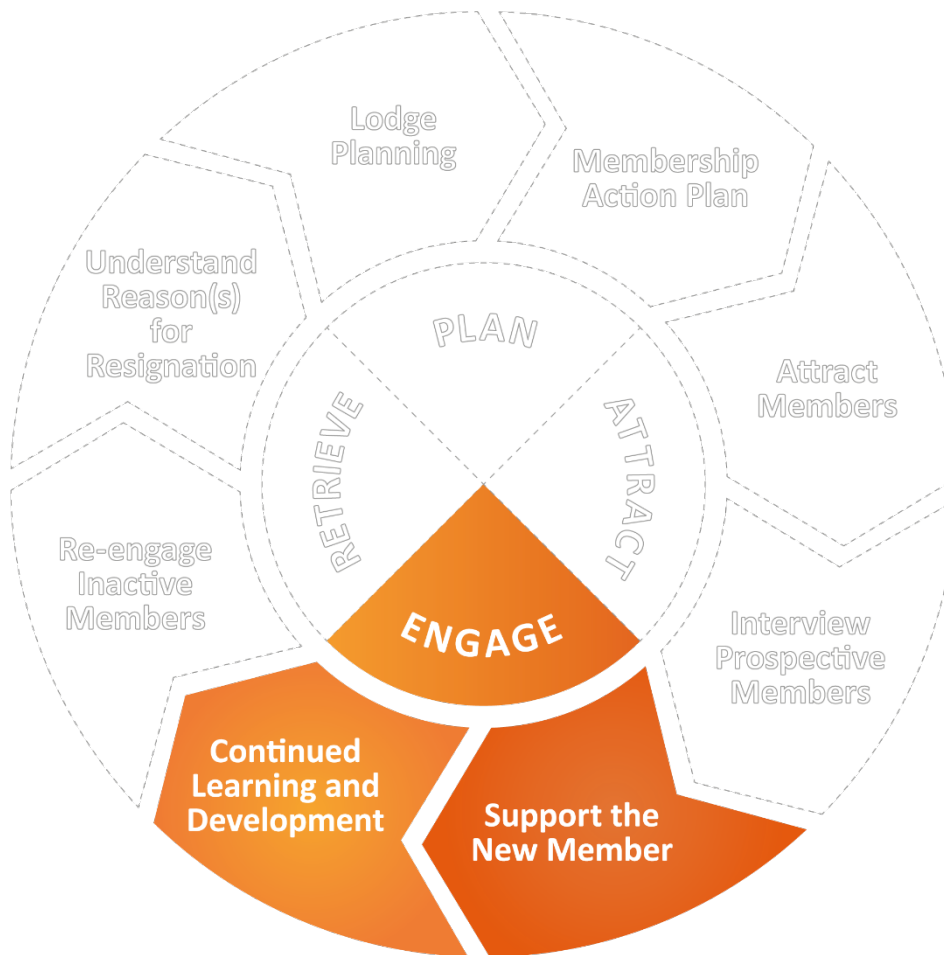 Lodge
Planning
Membership
Action Plan
Understand
Reason(s)
for
Resignation
PLAN
Attract
Members
RETRIEVE
ATTRACT
Re-engage
Inactive
Members
ENGAGE
Interview
Prospective
Members
Continued
Learning and
Development
Support the
New Member